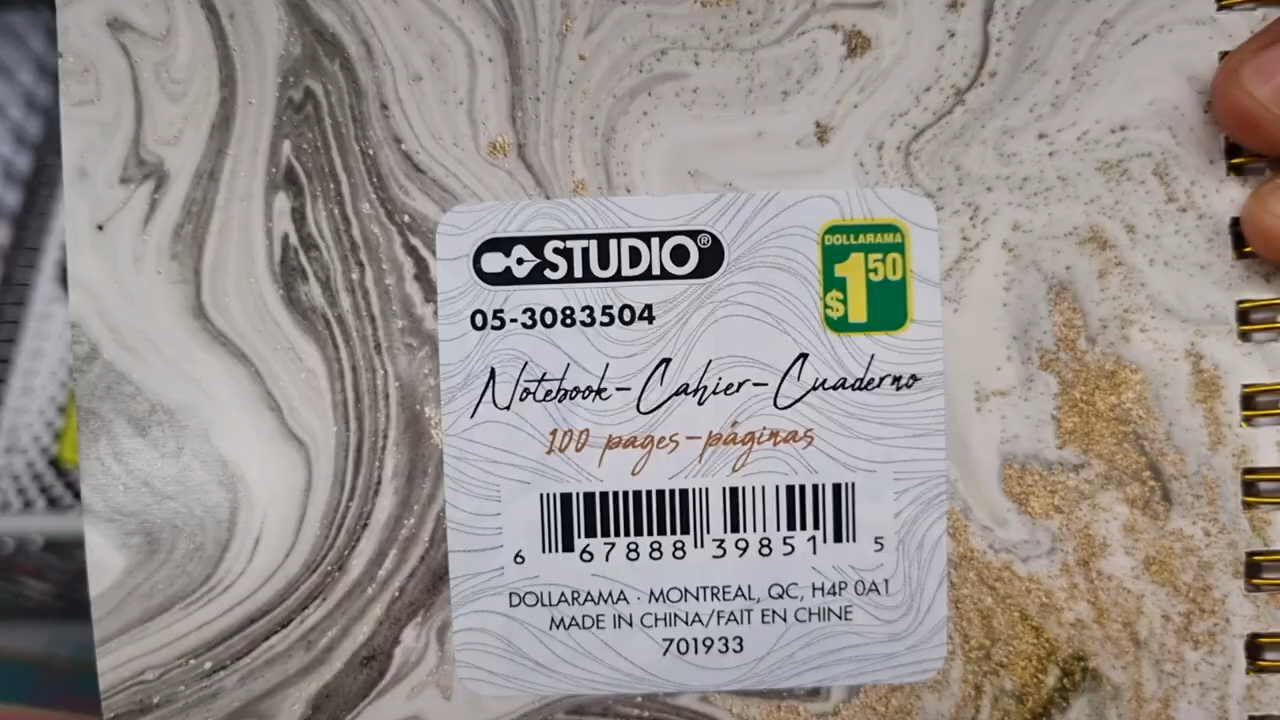 STUDIO®
DOLLARAMA
$1 50
05-3083504
Notebook-Cahier-Cuaderno
100 pages-páginas
6 67888 39851 5
DOLLARAMA · MONTREAL, QC, H4P 0A1
MADE IN CHINA/FAIT EN CHINE
701933